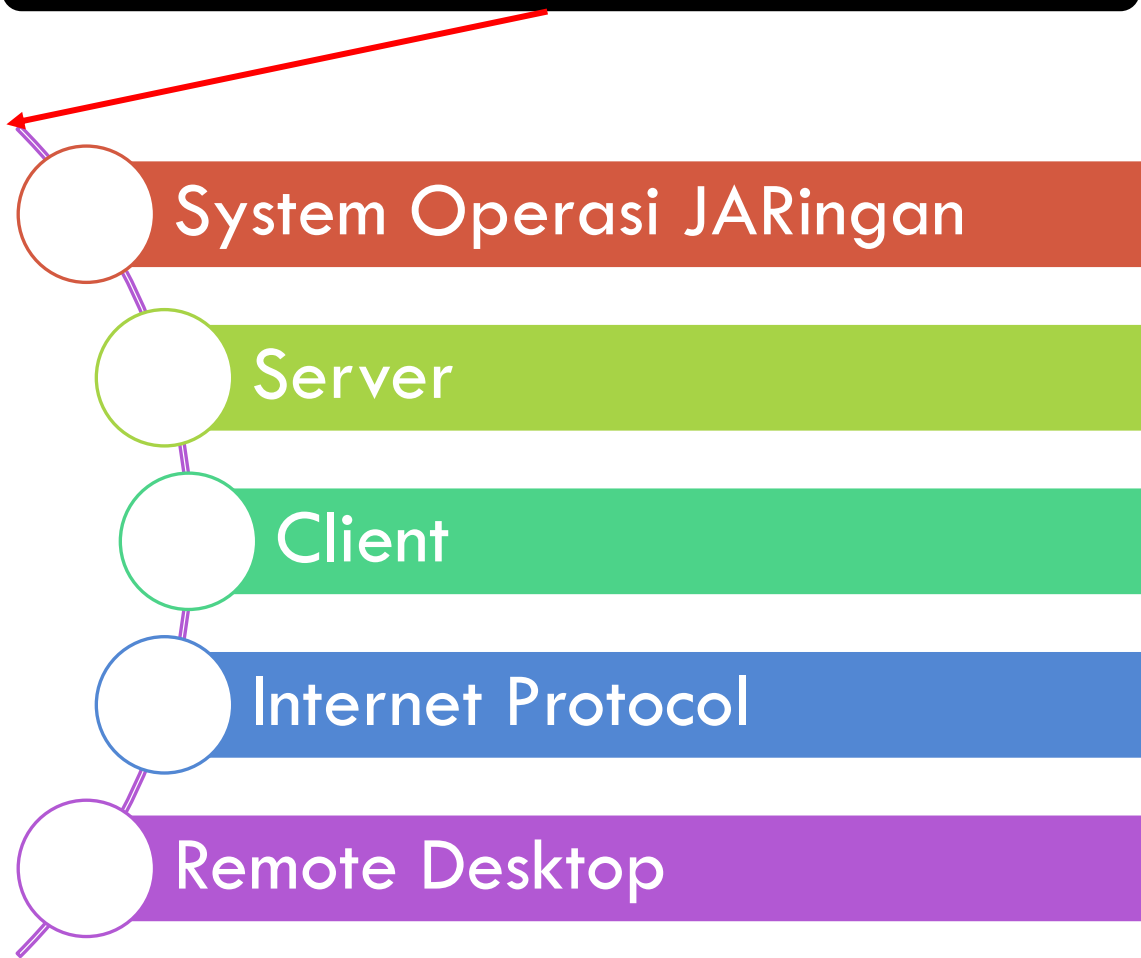 System Operasi JARingan
Server
Client
Internet Protocol
Remote Desktop